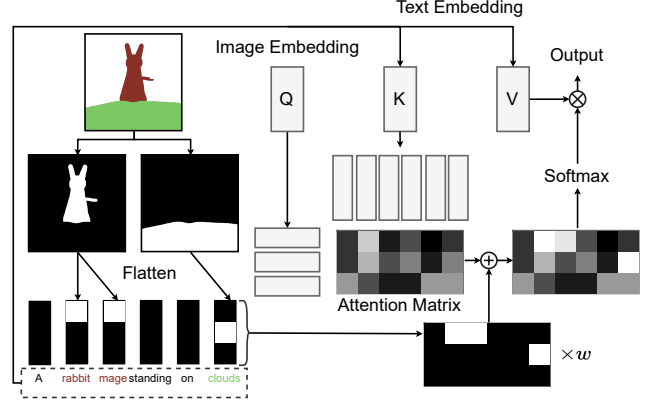 Text Embedding
Image Embedding
Output
Q
K
V
Softmax
Flatten
Attention Matrix
×w
A rabbit mage standing on clouds